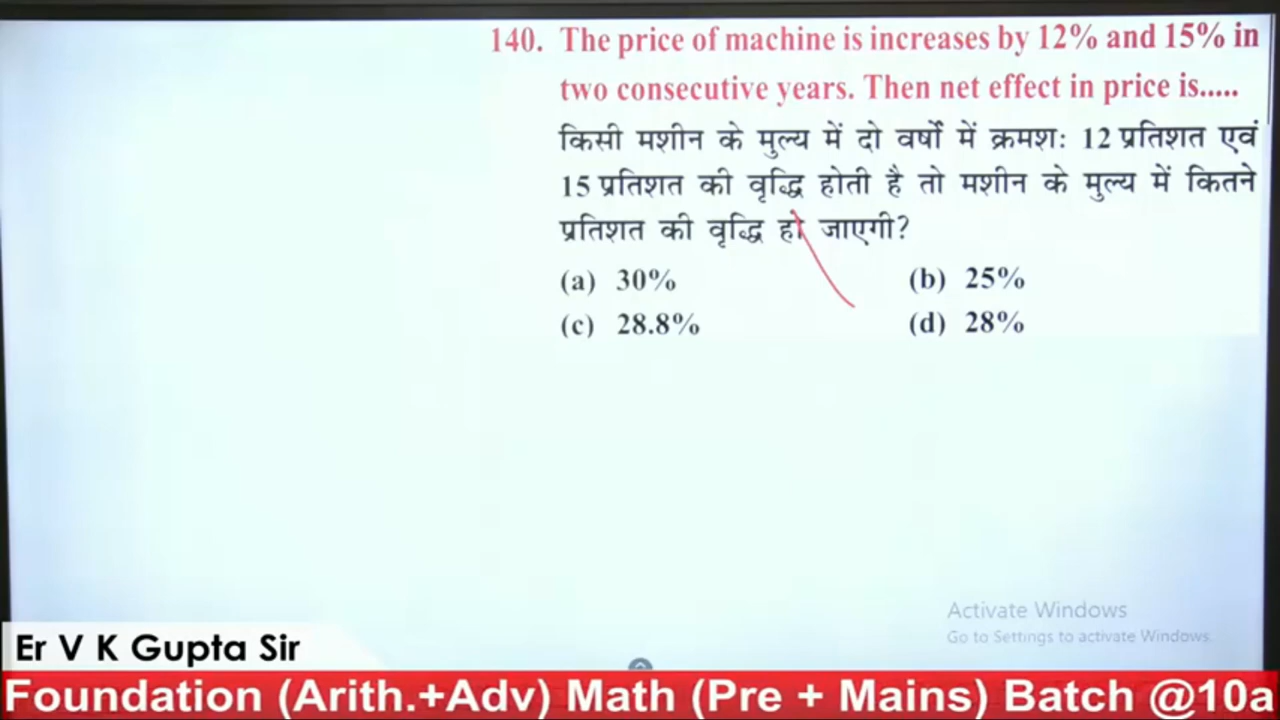 140. The price of machine is increases by 12% and 15% in
two consecutive years. Then net effect in price is.....
किसी मशीन के मुल्य में दो वर्षों में क्रमशः 12 प्रतिशत एवं
15 प्रतिशत की वृद्धि होती है तो मशीन के मुल्य में कितने
प्रतिशत की वृद्धि हो जाएगी?
(a) 30% (b) 25%
(c) 28.8% (d) 28%
Activate Windows
Go to Settings to activate Windows.
Er V K Gupta Sir
Foundation (Arith.+Adv) Math (Pre + Mains) Batch @10a